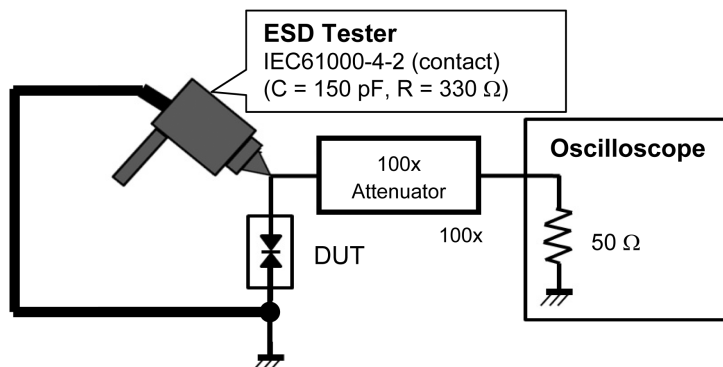 ESD Tester
IEC61000-4-2 (contact)
(C = 150 pF, R = 330 Ω)
100x
Attenuator
100x
Oscilloscope
50 Ω
DUT